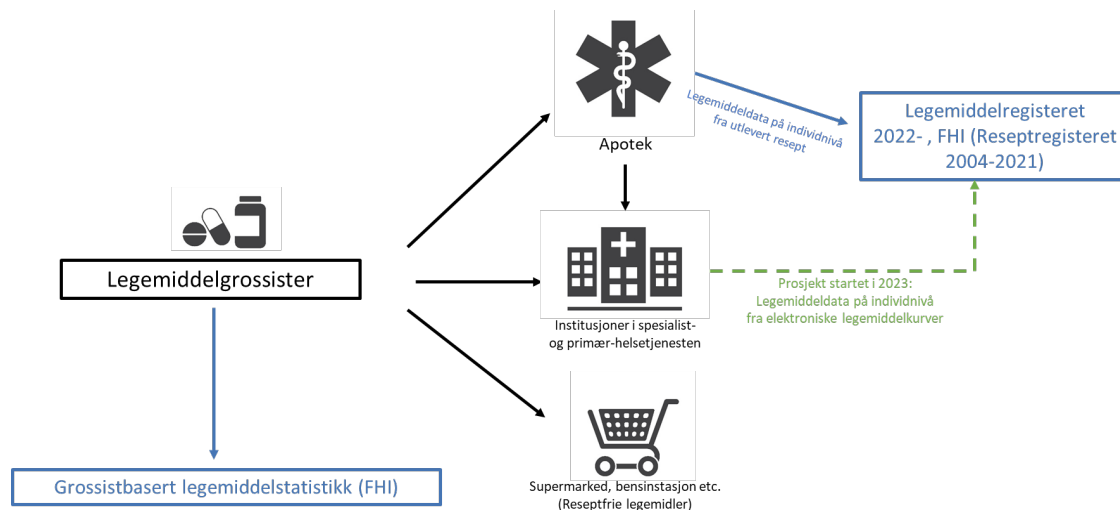 Apotek
Legemiddeldata på individnivå
fra utlevert resept
Legemiddelregisteret
2022- , FHI (Reseptregisteret
2004-2021)
Legemiddelgrossister
Institusjoner i spesialist-
og primær-helsetjenesten
Prosjekt startet i 2023:
Legemiddeldata på individnivå
fra elektroniske legemiddelkurver
Grossistbasert legemiddelstatistikk (FHI)
Supermarked, bensinstasjon etc.
(Reseptfrie legemidler)